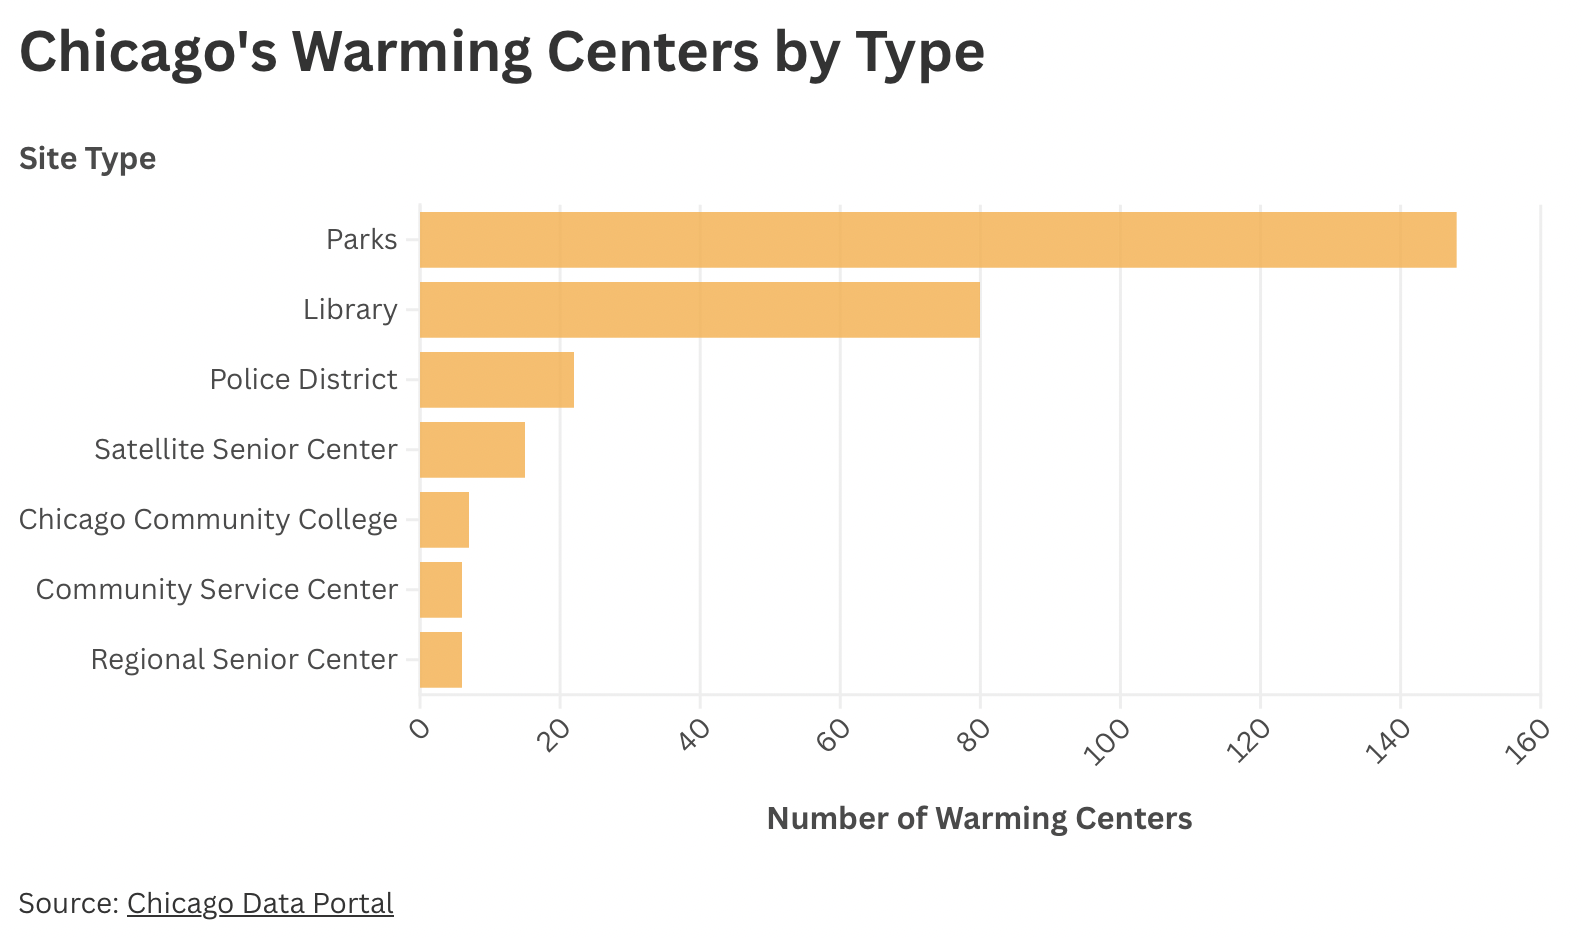 Chicago's Warming Centers by Type
Site Type
Parks
Library
Police District
Satellite Senior Center
Chicago Community College
Community Service Center
Regional Senior Center
0 20 40 60 80 100 120 140 160
Number of Warming Centers
Source: Chicago Data Portal